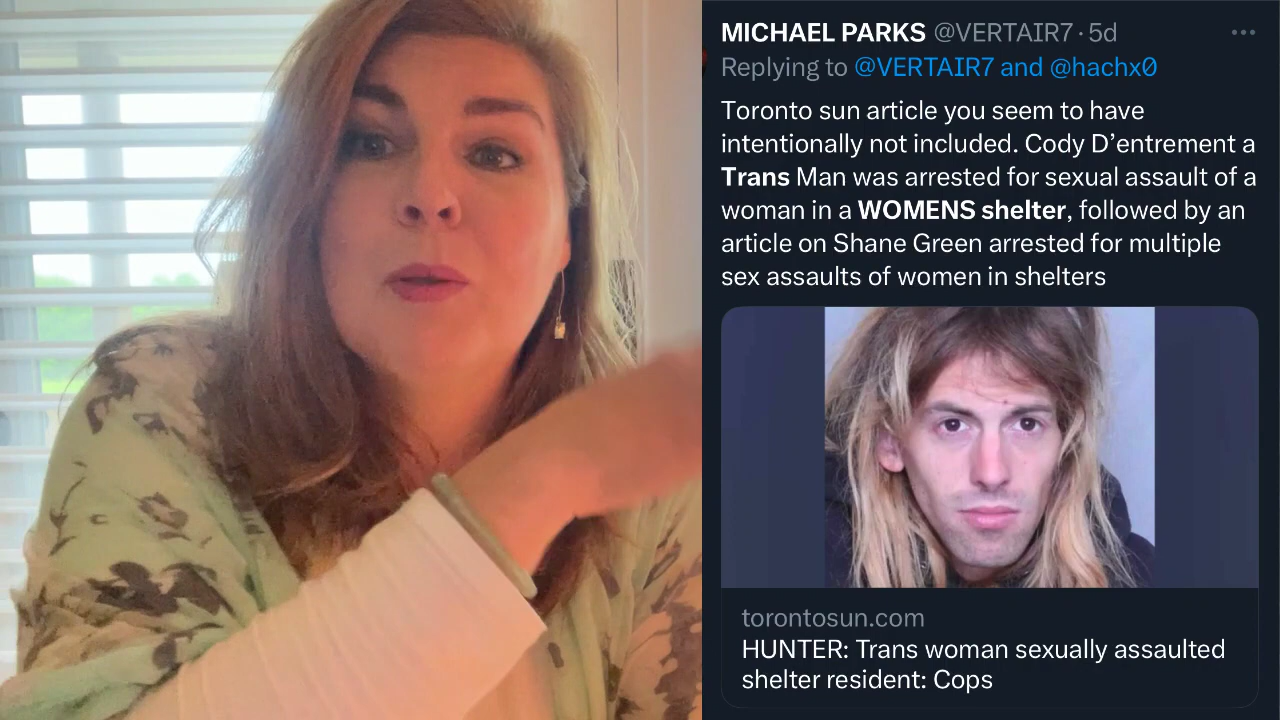 MICHAEL PARKS @VERTAIR7 · 5d
Replying to @VERTAIR7 and @hachx0
Toronto sun article you seem to have
intentionally not included. Cody D’entrement a
Trans Man was arrested for sexual assault of a
woman in a WOMENS shelter, followed by an
article on Shane Green arrested for multiple
sex assaults of women in shelters
torontosun.com
HUNTER: Trans woman sexually assaulted
shelter resident: Cops